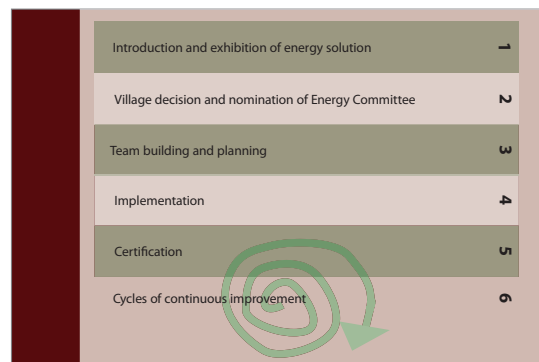 Introduction and exhibition of energy solution 1
Village decision and nomination of Energy Committee 2
Team building and planning 3
Implementation 4
Certification 5
Cycles of continuous improvement 6